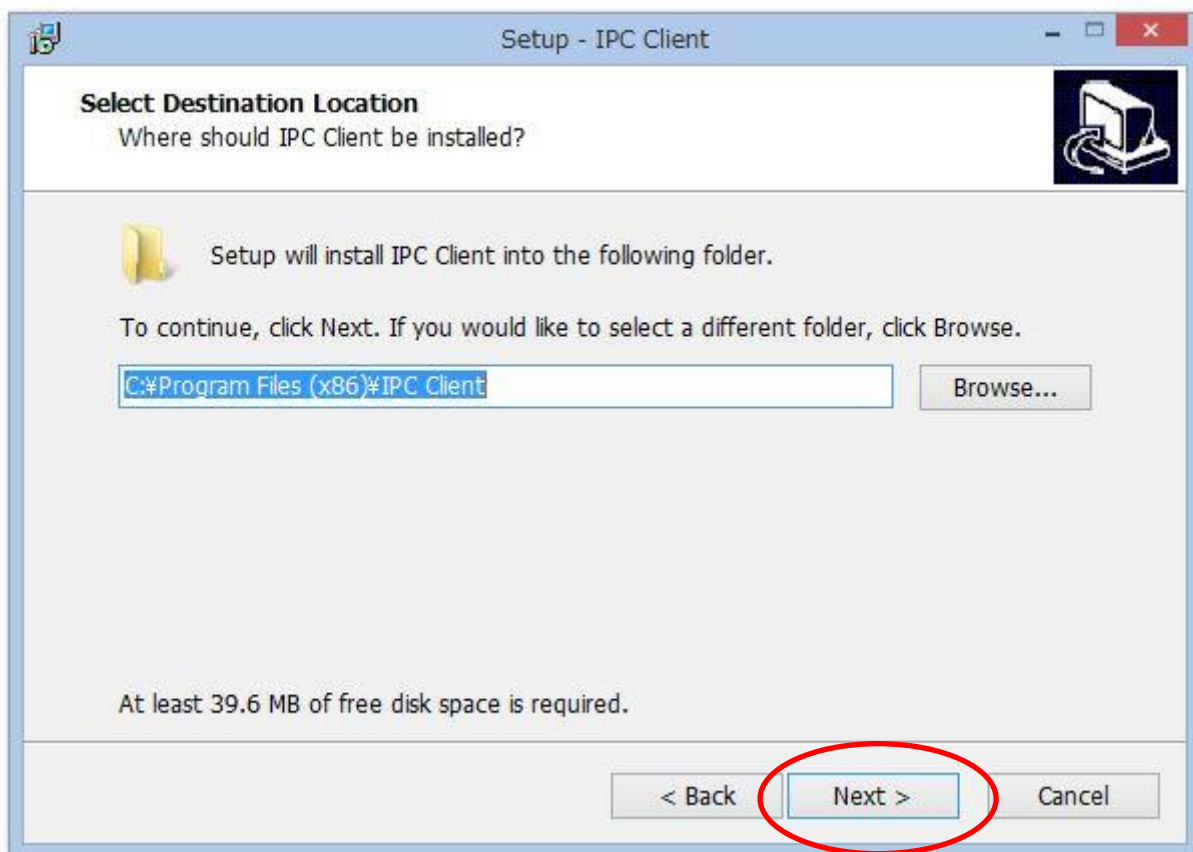 Setup - IPC Client
Select Destination Location
Where should IPC Client be installed?
Setup will install IPC Client into the following folder.
To continue, click Next. If you would like to select a different folder, click Browse.
C:¥Program Files (x86)¥IPC Client
Browse...
At least 39.6 MB of free disk space is required.
< Back
Next >
Cancel